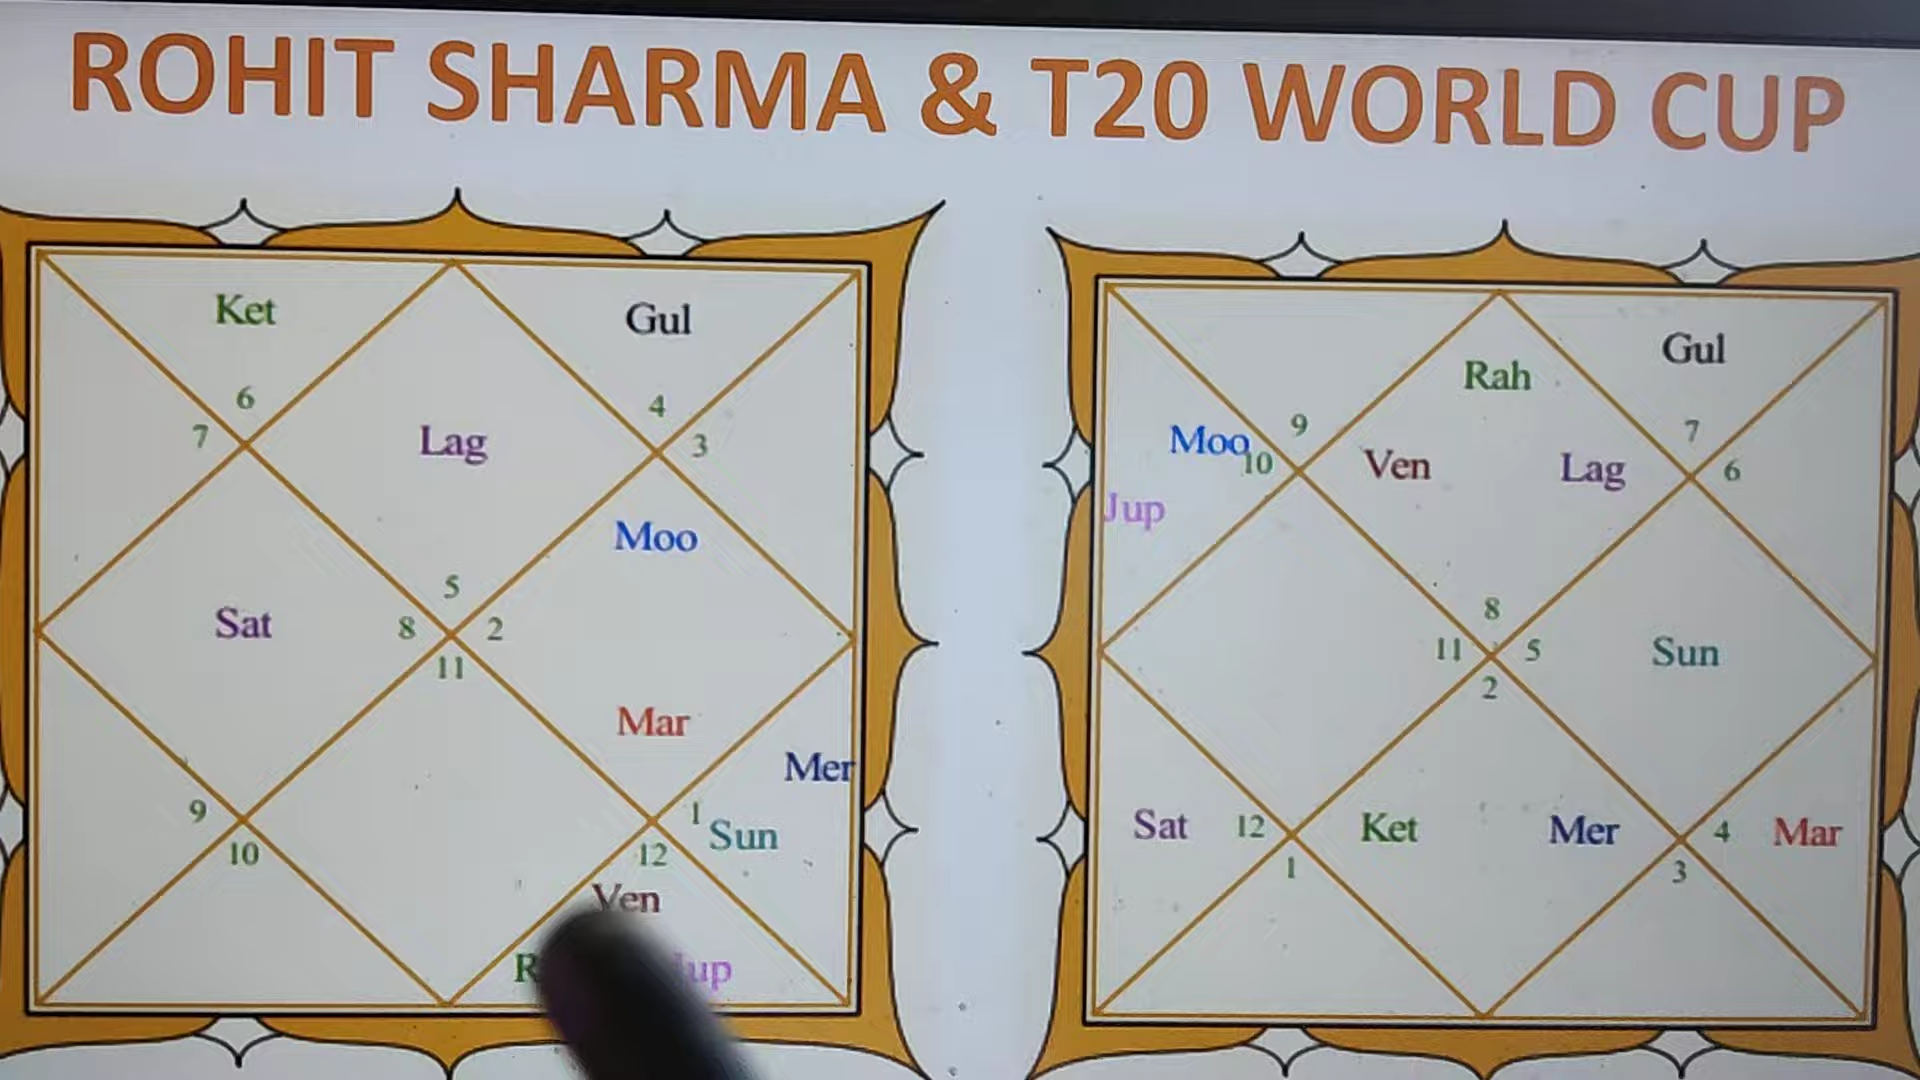 ROHIT SHARMA & T20 WORLD CUP
Ket
Gul
6
4
7
3
Lag
Moo
5
Sat
8
2
11
Mar
Mer
9
1
Sun
10
12
Ven
Gul
Rah
Moo
9
7
10
Ven
Lag
6
Jup
8
11
5
Sun
2
Sat
12
Ket
Mer
4
Mar
1
3